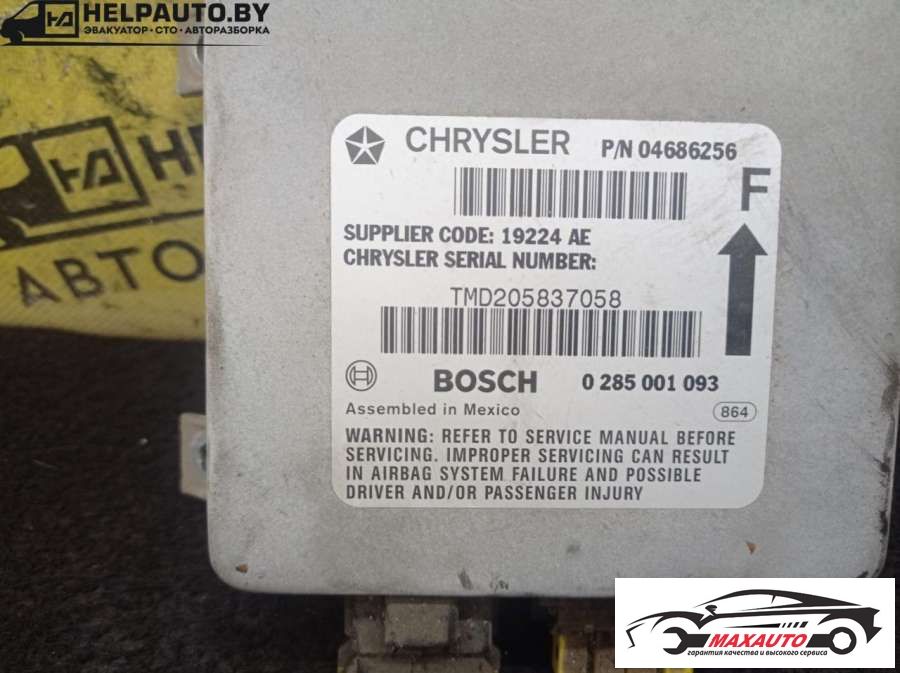 HELPAUTO.BY
ЭВАКУАТОР·СТО·АВТОРАЗБОРКА
HE
АВТО
CHRYSLER P/N 04686256
F
SUPPLIER CODE: 19224 AE
CHRYSLER SERIAL NUMBER:
TMD205837058
BOSCH 0 285 001 093
Assembled in Mexico 864
WARNING: REFER TO SERVICE MANUAL BEFORE
SERVICING. IMPROPER SERVICING CAN RESULT
IN AIRBAG SYSTEM FAILURE AND POSSIBLE
DRIVER AND/OR PASSENGER INJURY
MAXAUTO
гарантия качества и высокого сервиса